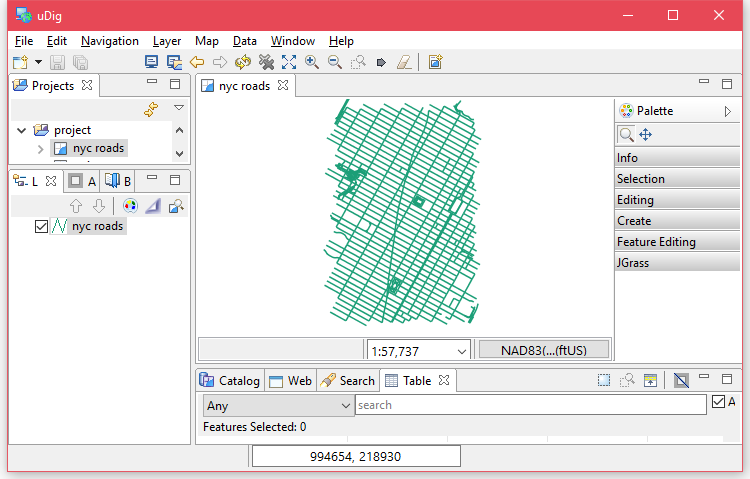 uDig
File Edit Navigation Layer Map Data Window Help
Projects
project
nyc roads
L A B
nyc roads
nyc roads
1:57,737
NAD83(...(ftUS)
Palette
Info
Selection
Editing
Create
Feature Editing
JGrass
Catalog Web Search Table
Any search A
Features Selected: 0
994654, 218930